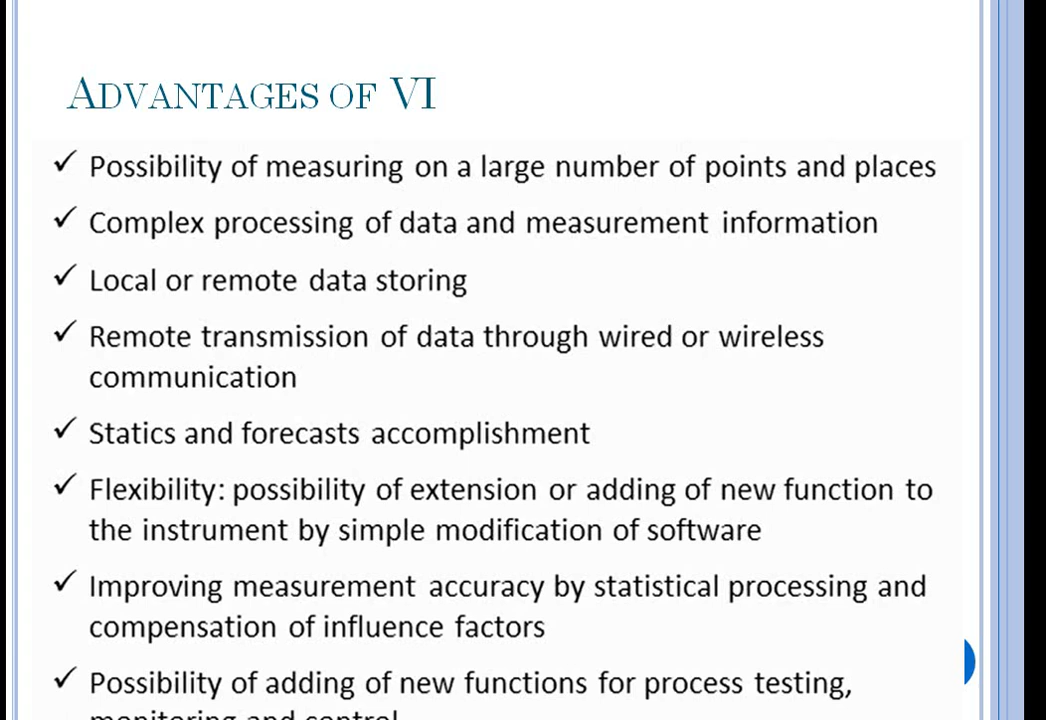 ADVANTAGES OF VI
✓ Possibility of measuring on a large number of points and places
✓ Complex processing of data and measurement information
✓ Local or remote data storing
✓ Remote transmission of data through wired or wireless
communication
✓ Statics and forecasts accomplishment
✓ Flexibility: possibility of extension or adding of new function to
the instrument by simple modification of software
✓ Improving measurement accuracy by statistical processing and
compensation of influence factors
✓ Possibility of adding of new functions for process testing,
monitoring and control